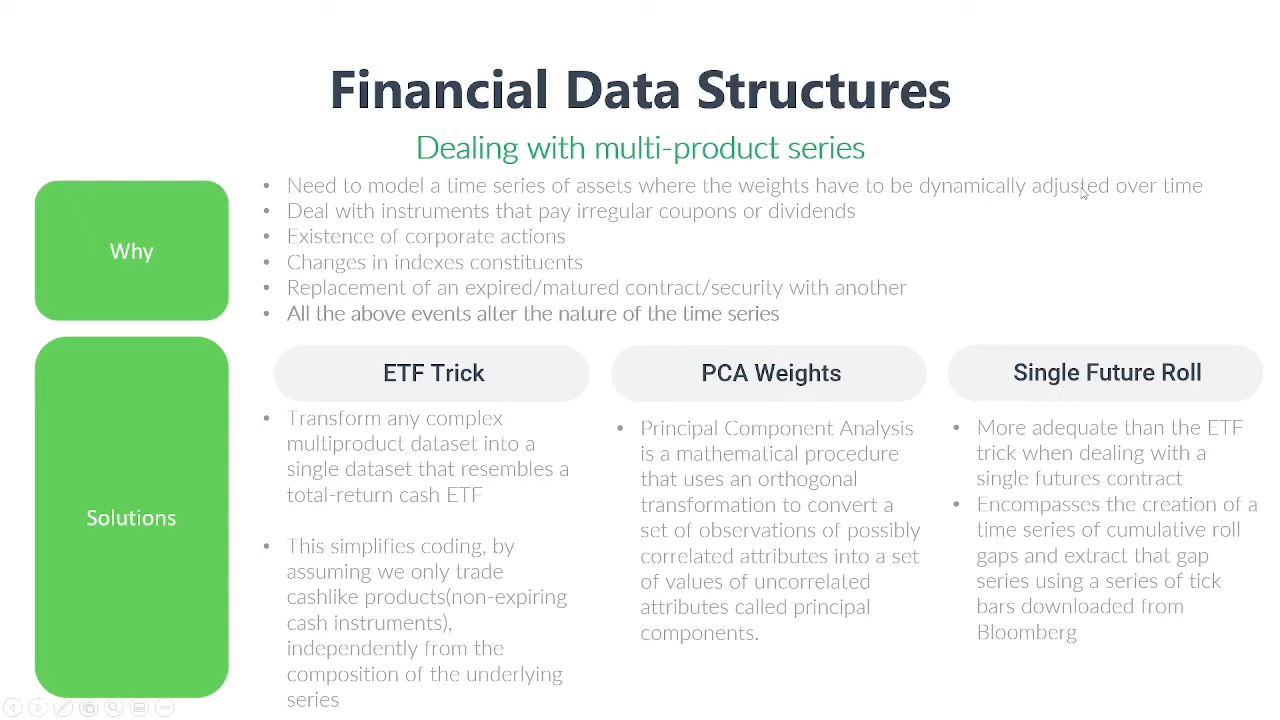 Financial Data Structures
Dealing with multi-product series
Why
• Need to model a time series of assets where the weights have to be dynamically adjusted over time
• Deal with instruments that pay irregular coupons or dividends
• Existence of corporate actions
• Changes in indexes constituents
• Replacement of an expired/matured contract/security with another
• All the above events alter the nature of the time series
Solutions
ETF Trick
• Transform any complex
multiproduct dataset into a
single dataset that resembles a
total-return cash ETF
• This simplifies coding, by
assuming we only trade
cashlike products(non-expiring
cash instruments),
independently from the
composition of the underlying
series
PCA Weights
• Principal Component Analysis
is a mathematical procedure
that uses an orthogonal
transformation to convert a
set of observations of possibly
correlated attributes into a set
of values of uncorrelated
attributes called principal
components.
Single Future Roll
• More adequate than the ETF
trick when dealing with a
single futures contract
• Encompasses the creation of a
time series of cumulative roll
gaps and extract that gap
series using a series of tick
bars downloaded from
Bloomberg